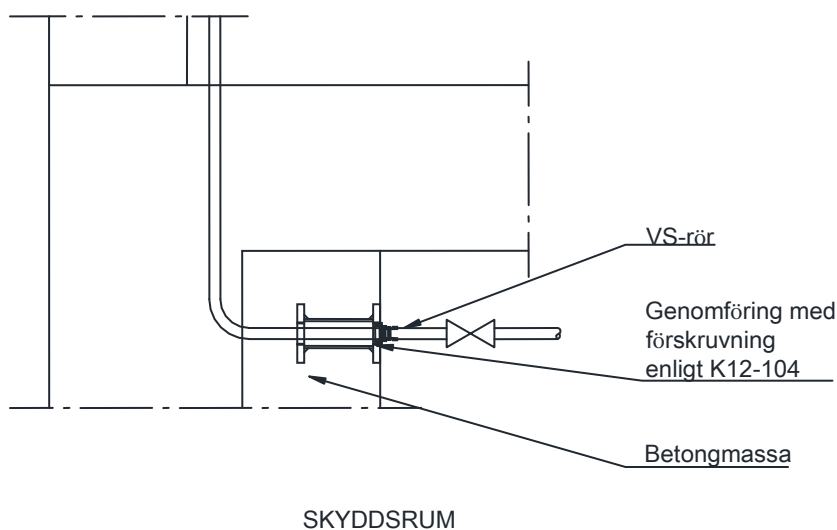 VS-rör
Genomföring med
förskruvning
enligt K12-104
Betongmassa
SKYDDSRUM